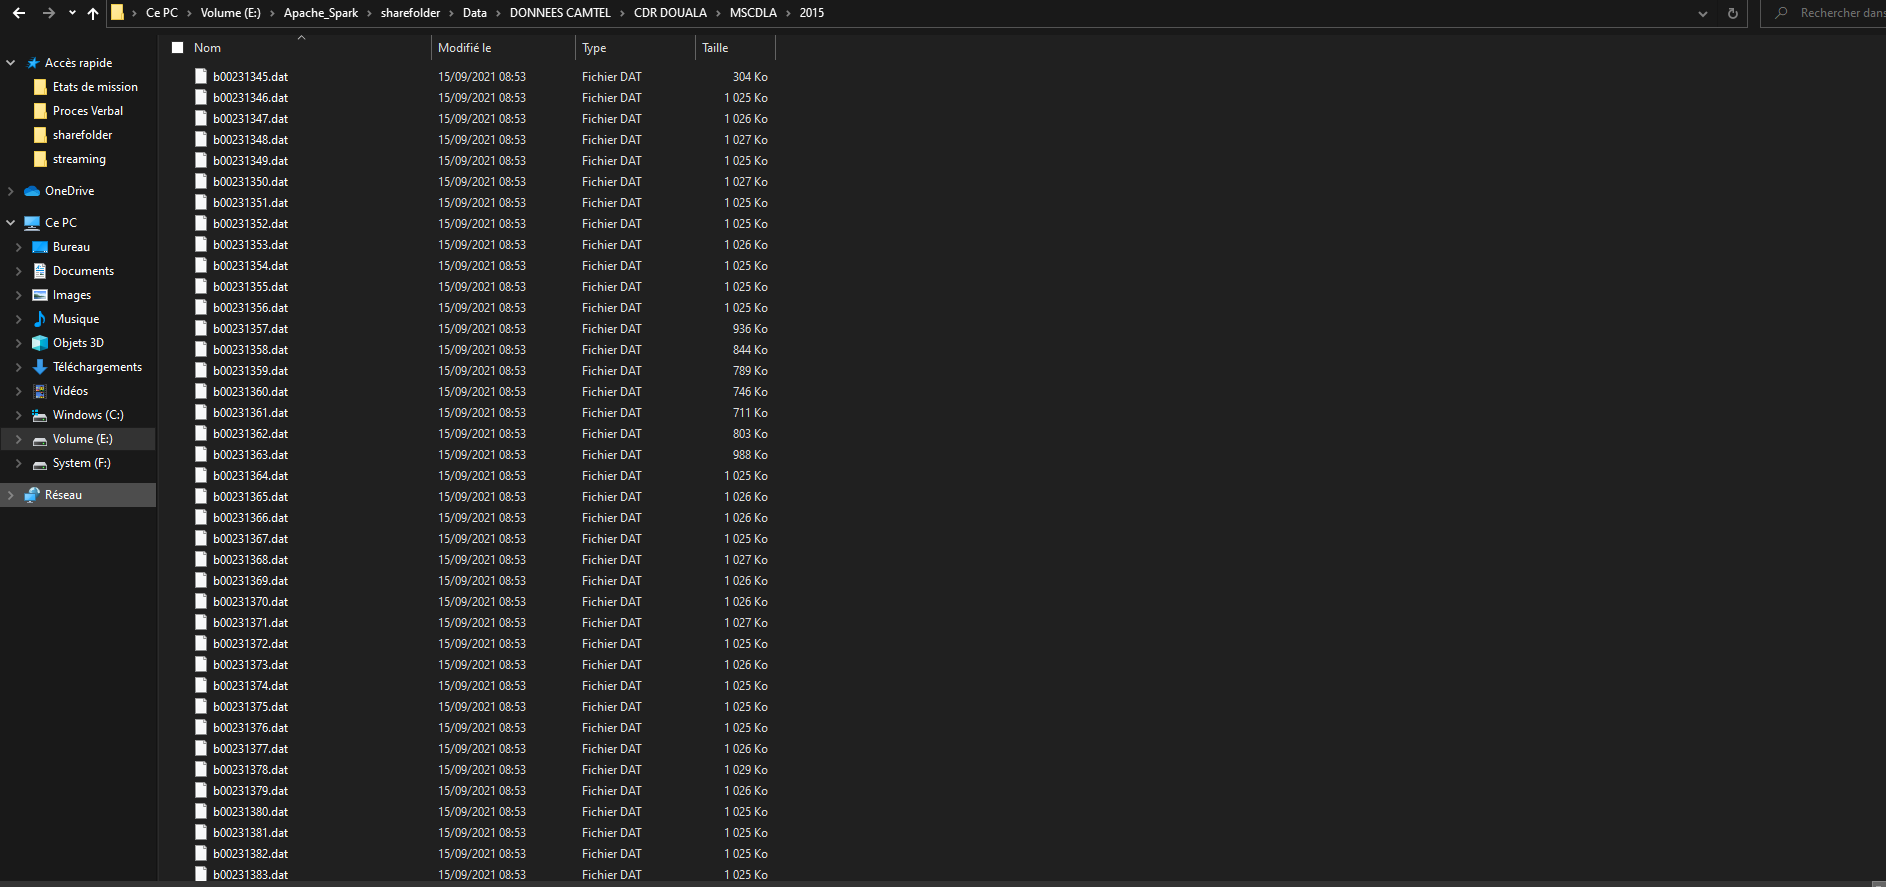 Ce PC > Volume (E:) > Apache_Spark > sharefolder > Data > DONNEES CAMTEL > CDR DOUALA > MSCDLA > 2015
Rechercher dans
Accès rapide
Etats de mission
Proces Verbal
sharefolder
streaming
OneDrive
Ce PC
Bureau
Documents
Images
Musique
Objets 3D
Téléchargements
Vidéos
Windows (C:)
Volume (E:)
System (F:)
Réseau
Nom Modifié le Type Taille
b00231345.dat 15/09/2021 08:53 Fichier DAT 304 Ko
b00231346.dat 15/09/2021 08:53 Fichier DAT 1 025 Ko
b00231347.dat 15/09/2021 08:53 Fichier DAT 1 026 Ko
b00231348.dat 15/09/2021 08:53 Fichier DAT 1 027 Ko
b00231349.dat 15/09/2021 08:53 Fichier DAT 1 025 Ko
b00231350.dat 15/09/2021 08:53 Fichier DAT 1 027 Ko
b00231351.dat 15/09/2021 08:53 Fichier DAT 1 025 Ko
b00231352.dat 15/09/2021 08:53 Fichier DAT 1 025 Ko
b00231353.dat 15/09/2021 08:53 Fichier DAT 1 026 Ko
b00231354.dat 15/09/2021 08:53 Fichier DAT 1 025 Ko
b00231355.dat 15/09/2021 08:53 Fichier DAT 1 025 Ko
b00231356.dat 15/09/2021 08:53 Fichier DAT 1 025 Ko
b00231357.dat 15/09/2021 08:53 Fichier DAT 936 Ko
b00231358.dat 15/09/2021 08:53 Fichier DAT 844 Ko
b00231359.dat 15/09/2021 08:53 Fichier DAT 789 Ko
b00231360.dat 15/09/2021 08:53 Fichier DAT 746 Ko
b00231361.dat 15/09/2021 08:53 Fichier DAT 711 Ko
b00231362.dat 15/09/2021 08:53 Fichier DAT 803 Ko
b00231363.dat 15/09/2021 08:53 Fichier DAT 988 Ko
b00231364.dat 15/09/2021 08:53 Fichier DAT 1 025 Ko
b00231365.dat 15/09/2021 08:53 Fichier DAT 1 026 Ko
b00231366.dat 15/09/2021 08:53 Fichier DAT 1 026 Ko
b00231367.dat 15/09/2021 08:53 Fichier DAT 1 025 Ko
b00231368.dat 15/09/2021 08:53 Fichier DAT 1 027 Ko
b00231369.dat 15/09/2021 08:53 Fichier DAT 1 026 Ko
b00231370.dat 15/09/2021 08:53 Fichier DAT 1 026 Ko
b00231371.dat 15/09/2021 08:53 Fichier DAT 1 027 Ko
b00231372.dat 15/09/2021 08:53 Fichier DAT 1 025 Ko
b00231373.dat 15/09/2021 08:53 Fichier DAT 1 026 Ko
b00231374.dat 15/09/2021 08:53 Fichier DAT 1 025 Ko
b00231375.dat 15/09/2021 08:53 Fichier DAT 1 025 Ko
b00231376.dat 15/09/2021 08:53 Fichier DAT 1 025 Ko
b00231377.dat 15/09/2021 08:53 Fichier DAT 1 026 Ko
b00231378.dat 15/09/2021 08:53 Fichier DAT 1 029 Ko
b00231379.dat 15/09/2021 08:53 Fichier DAT 1 026 Ko
b00231380.dat 15/09/2021 08:53 Fichier DAT 1 025 Ko
b00231381.dat 15/09/2021 08:53 Fichier DAT 1 025 Ko
b00231382.dat 15/09/2021 08:53 Fichier DAT 1 025 Ko
b00231383.dat 15/09/2021 08:53 Fichier DAT 1 025 Ko